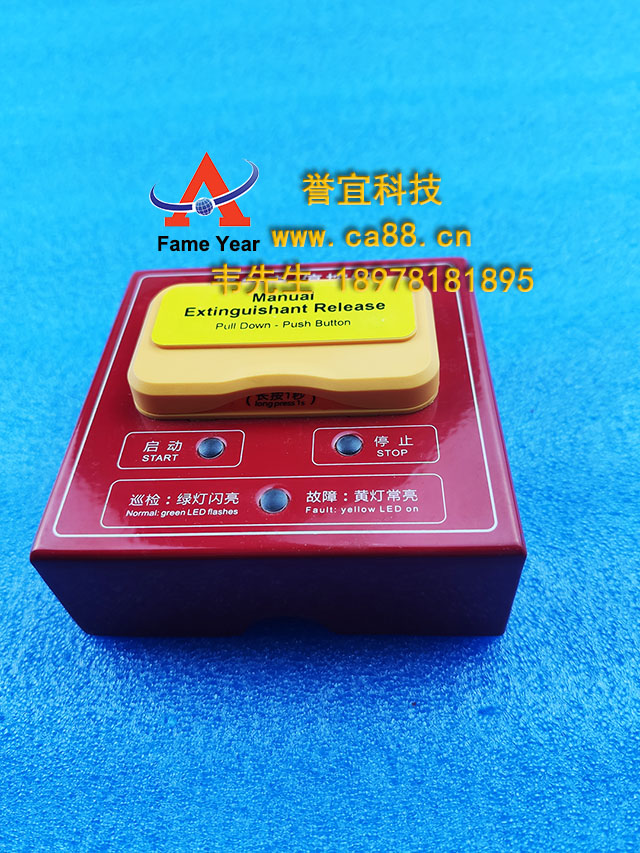 誉宜科技
Fame Year
www.ca88.cn
韦先生 18978181895
Manual
Extinguishant Release
Pull Down - Push Button
长按1秒
( long press 1s )
启动
START
停止
STOP
巡检：绿灯闪亮
Normal: green LED flashes
故障：黄灯常亮
Fault: yellow LED on